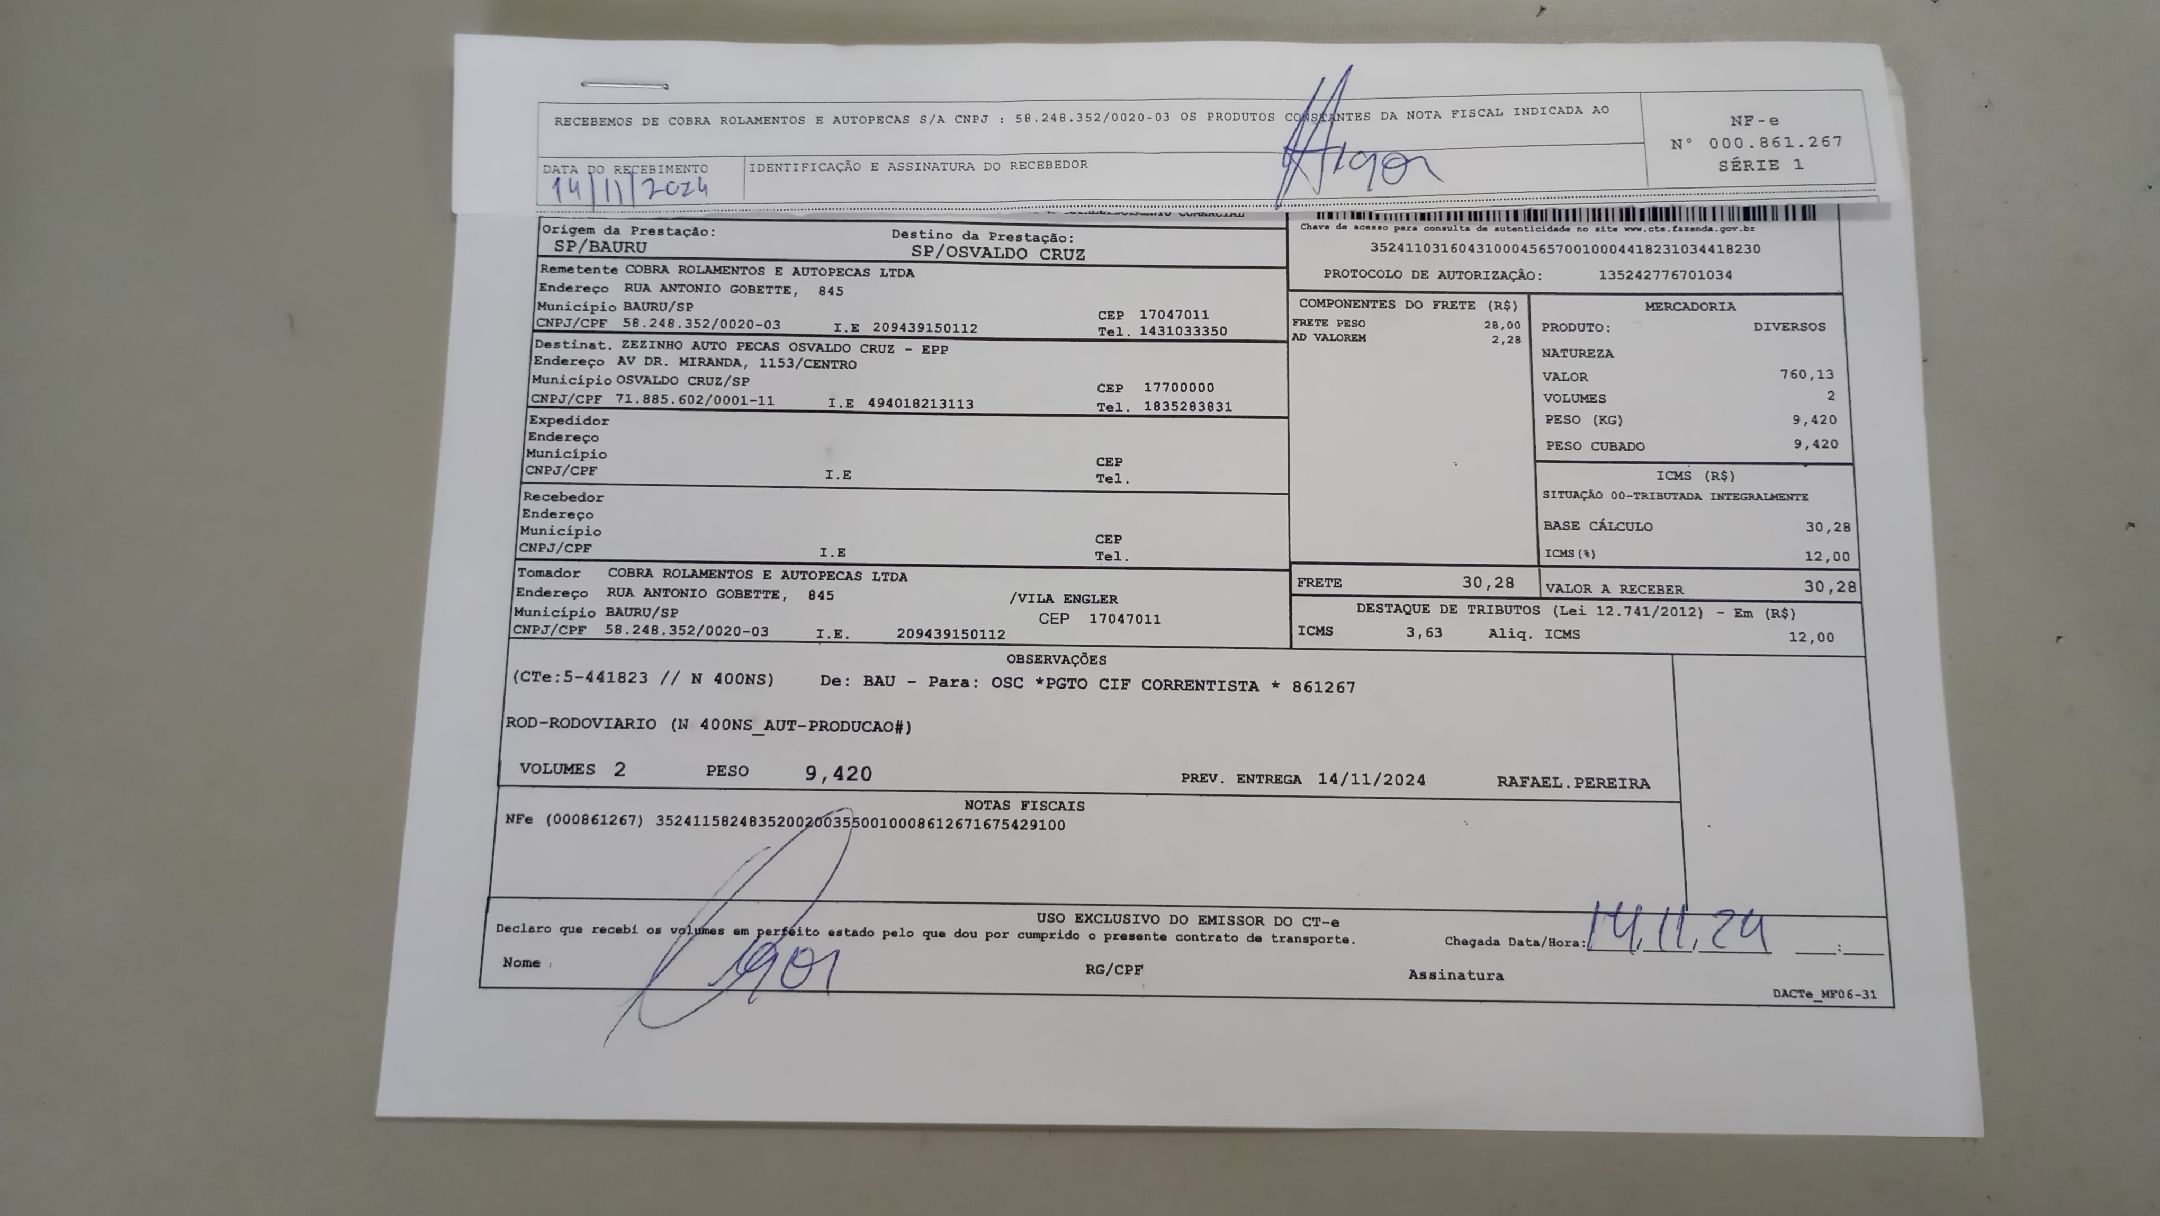 RECEBEMOS DE COBRA ROLAMENTOS E AUTOPECAS S/A CNPJ : 58.248.352/0020-03 OS PRODUTOS CONSTANTES DA NOTA FISCAL INDICADA AO
NF-e
N° 000.861.267
SÉRIE 1
DATA DO RECEBIMENTO
14/11/2024
IDENTIFICAÇÃO E ASSINATURA DO RECEBEDOR
Origem da Prestação:
SP/BAURU
Destino da Prestação:
SP/OSVALDO CRUZ
Chave de acesso para consulta de autenticidade no site www.cte.fazenda.gov.br
35241103160431000456570010004418231034418230
PROTOCOLO DE AUTORIZAÇÃO: 135242776701034
Remetente COBRA ROLAMENTOS E AUTOPECAS LTDA
Endereço RUA ANTONIO GOBETTE, 845
Município BAURU/SP CEP 17047011
CNPJ/CPF 58.248.352/0020-03 I.E 209439150112 Tel. 1431033350
Destinat. ZEZINHO AUTO PECAS OSVALDO CRUZ - EPP
Endereço AV DR. MIRANDA, 1153/CENTRO
Município OSVALDO CRUZ/SP CEP 17700000
CNPJ/CPF 71.885.602/0001-11 I.E 494018213113 Tel. 1835283831
Expedidor
Endereço
Município CEP
CNPJ/CPF I.E Tel.
Recebedor
Endereço
Município CEP
CNPJ/CPF I.E Tel.
Tomador COBRA ROLAMENTOS E AUTOPECAS LTDA
Endereço RUA ANTONIO GOBETTE, 845 /VILA ENGLER
Município BAURU/SP CEP 17047011
CNPJ/CPF 58.248.352/0020-03 I.E. 209439150112
COMPONENTES DO FRETE (R$)
FRETE PESO 28,00
AD VALOREM 2,28
MERCADORIA
PRODUTO: DIVERSOS
NATUREZA
VALOR 760,13
VOLUMES 2
PESO (KG) 9,420
PESO CUBADO 9,420
ICMS (R$)
SITUAÇÃO 00-TRIBUTADA INTEGRALMENTE
BASE CÁLCULO 30,28
ICMS(%) 12,00
FRETE 30,28
VALOR A RECEBER 30,28
DESTAQUE DE TRIBUTOS (Lei 12.741/2012) - Em (R$)
ICMS 3,63 Aliq. ICMS 12,00
OBSERVAÇÕES
(CTe:5-441823 // N 400NS) De: BAU - Para: OSC *PGTO CIF CORRENTISTA * 861267
ROD-RODOVIARIO (N 400NS_AUT-PRODUCAO#)
VOLUMES 2 PESO 9,420 PREV. ENTREGA 14/11/2024 RAFAEL.PEREIRA
NOTAS FISCAIS
NFe (000861267) 35241158248352002003550010008612671675429100
USO EXCLUSIVO DO EMISSOR DO CT-e
Declaro que recebi os volumes em perfeito estado pelo que dou por cumprido o presente contrato de transporte.
Chegada Data/Hora: 14.11.24 :
Nome RG/CPF Assinatura
DACTe_MF06-31